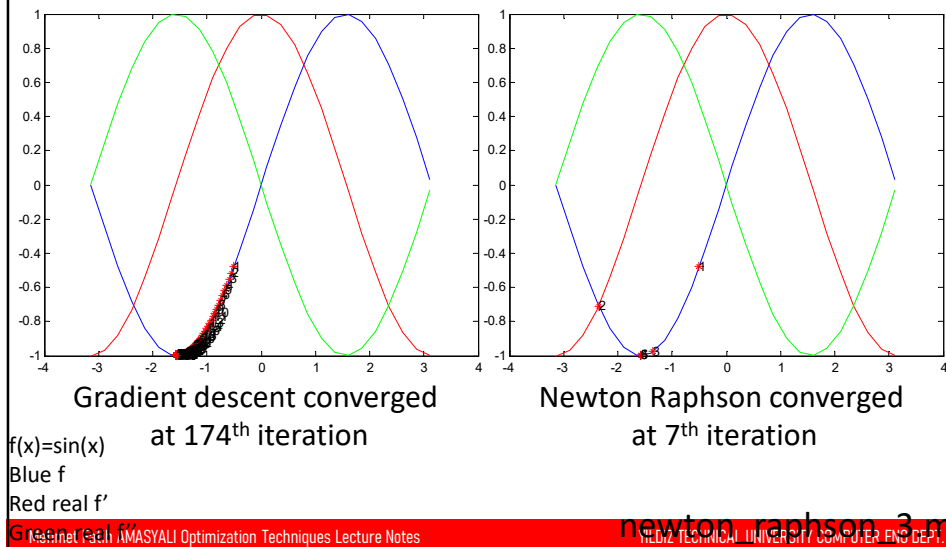 1
0.8
0.6
0.4
0.2
0
-0.2
-0.4
-0.6
-0.8
-1
-4 -3 -2 -1 0 1 2 3 4
1
0.8
0.6
0.4
0.2
0
-0.2
-0.4
-0.6
-0.8
-1
-4 -3 -2 -1 0 1 2 3 4
1
2
3
Gradient descent converged
at 174th iteration
Newton Raphson converged
at 7th iteration
f(x)=sin(x)
Blue f
Red real f'
Green real f''
Mehmet Fatih AMASYALI Optimization Techniques Lecture Notes
newton_raphson_3.m
YILDIZ TECHNICAL UNIVERSITY COMPUTER ENG DEPT.